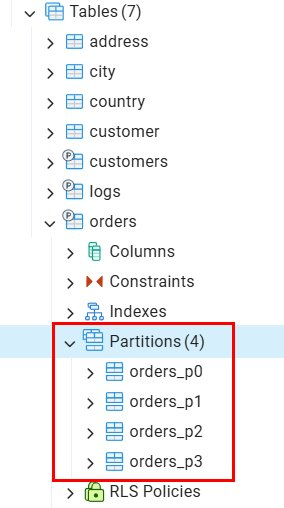 Tables (7)
address
city
country
customer
P customers
P logs
P orders
Columns
Constraints
Indexes
Partitions (4)
orders_p0
orders_p1
orders_p2
orders_p3
RLS Policies